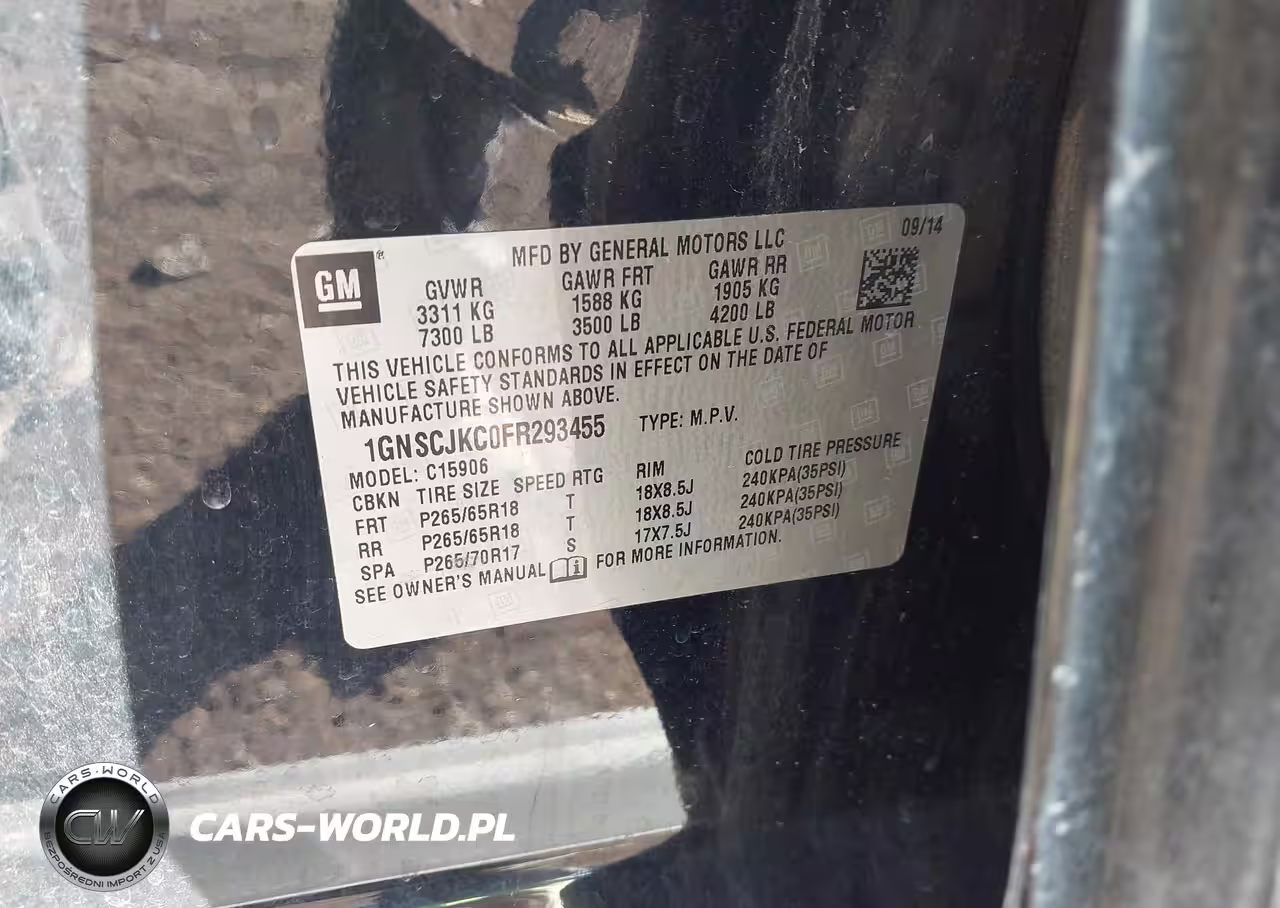 09/14
MFD BY GENERAL MOTORS LLC
GM
GVWR GAWR FRT GAWR RR
3311 KG 1588 KG 1905 KG
7300 LB 3500 LB 4200 LB
THIS VEHICLE CONFORMS TO ALL APPLICABLE U.S. FEDERAL MOTOR
VEHICLE SAFETY STANDARDS IN EFFECT ON THE DATE OF
MANUFACTURE SHOWN ABOVE.
1GNSCJKC0FR293455 TYPE: M.P.V.
MODEL: C15906
CBKN TIRE SIZE SPEED RTG RIM COLD TIRE PRESSURE
FRT P265/65R18 T 18X8.5J 240KPA(35PSI)
RR P265/65R18 T 18X8.5J 240KPA(35PSI)
SPA P265/70R17 S 17X7.5J 240KPA(35PSI)
SEE OWNER'S MANUAL i FOR MORE INFORMATION.
CARS-WORLD
CW
BEZPOŚREDNI IMPORT Z USA
CARS-WORLD.PL